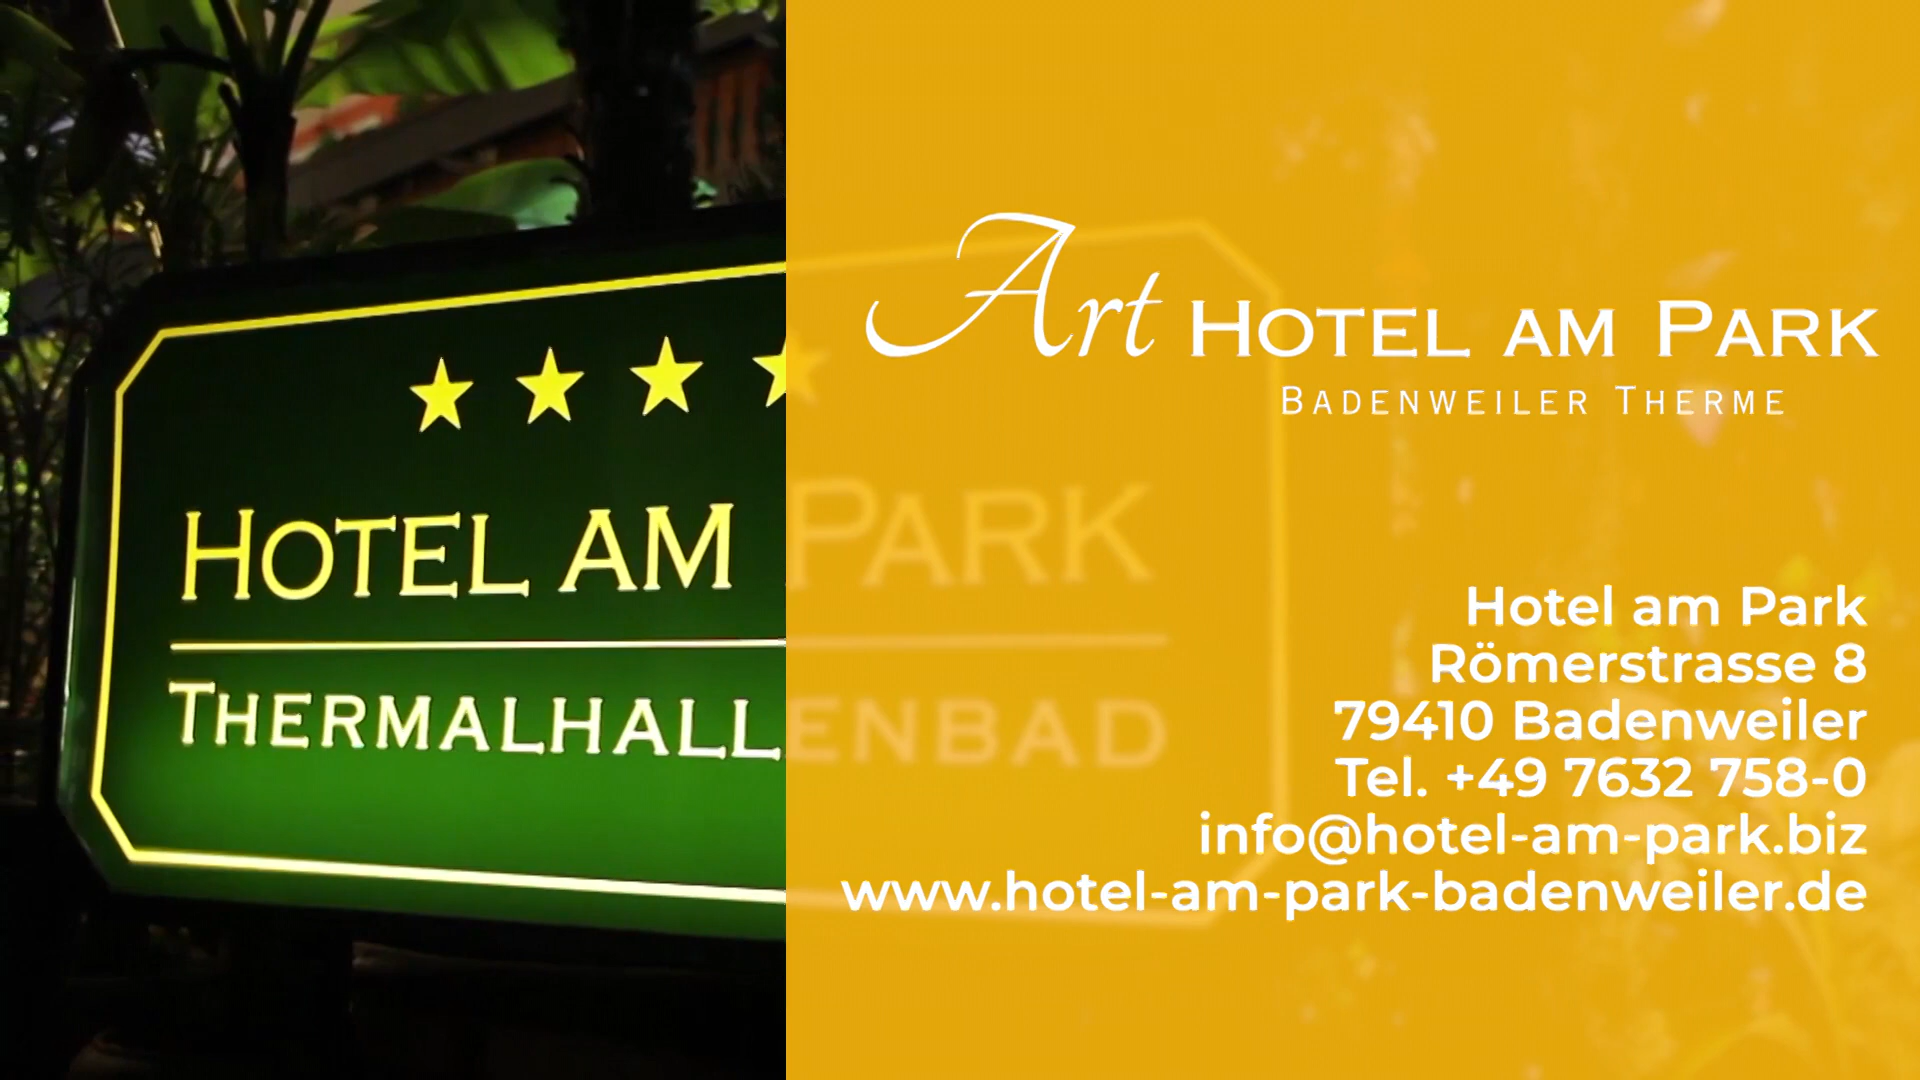 HOTEL AM PARK
THERMALHALLENBAD
Art HOTEL AM PARK
BADENWEILER THERME
Hotel am Park
Römerstrasse 8
79410 Badenweiler
Tel. +49 7632 758-0
info@hotel-am-park.biz
www.hotel-am-park-badenweiler.de